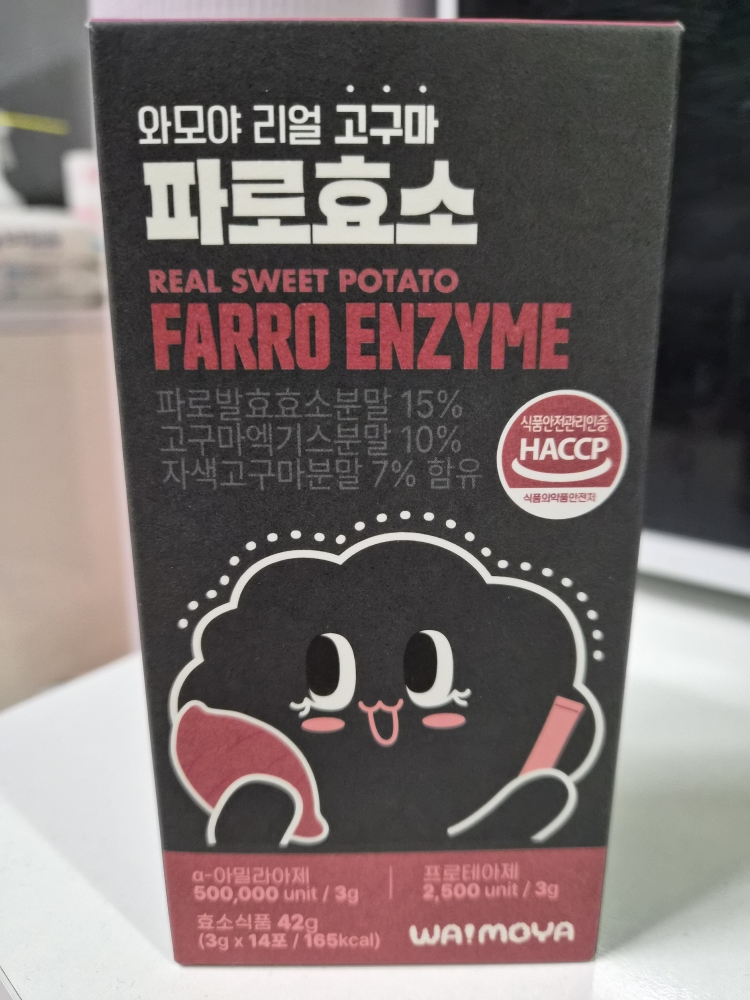 와모야 리얼 고구마
파로효소
REAL SWEET POTATO
FARRO ENZYME
파로발효효소분말 15%
고구마엑기스분말 10%
자색고구마분말 7% 함유
식품안전관리인증
HACCP
식품의약품안전처
α-아밀라아제
500,000 unit / 3g
프로테아제
2,500 unit / 3g
효소식품 42g
(3g x 14포 / 165kcal)
WA!MOYA